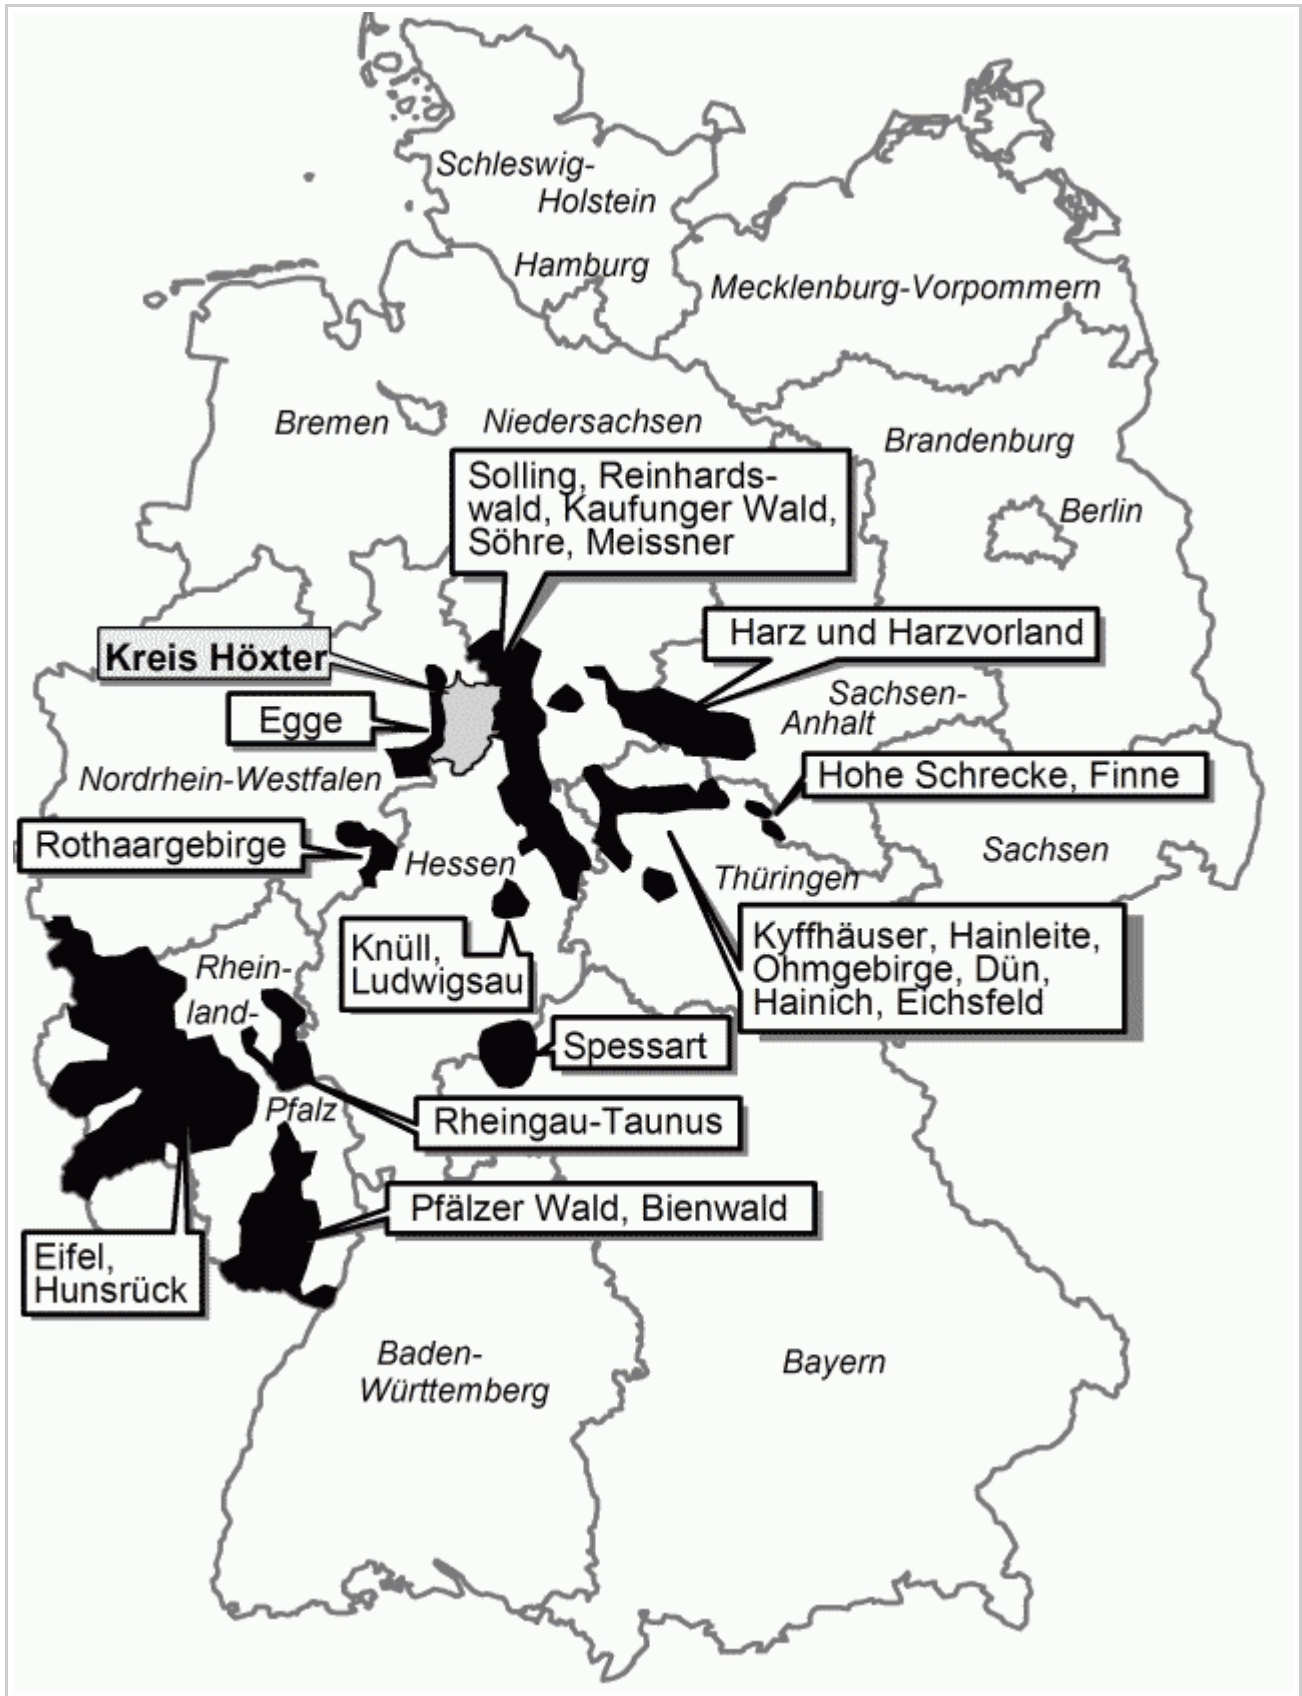 Schleswig-
Holstein
Hamburg
Mecklenburg-Vorpommern
Bremen
Niedersachsen
Brandenburg
Berlin
Solling, Reinhards-
wald, Kaufunger Wald,
Söhre, Meissner
Harz und Harzvorland
Kreis Höxter
Egge
Sachsen-
Anhalt
Nordrhein-Westfalen
Hohe Schrecke, Finne
Rothaargebirge
Hessen
Thüringen
Sachsen
Knüll,
Ludwigsau
Kyffhäuser, Hainleite,
Ohmgebirge, Dün,
Hainich, Eichsfeld
Rhein-
land-
Pfalz
Spessart
Rheingau-Taunus
Pfälzer Wald, Bienwald
Eifel,
Hunsrück
Baden-
Württemberg
Bayern